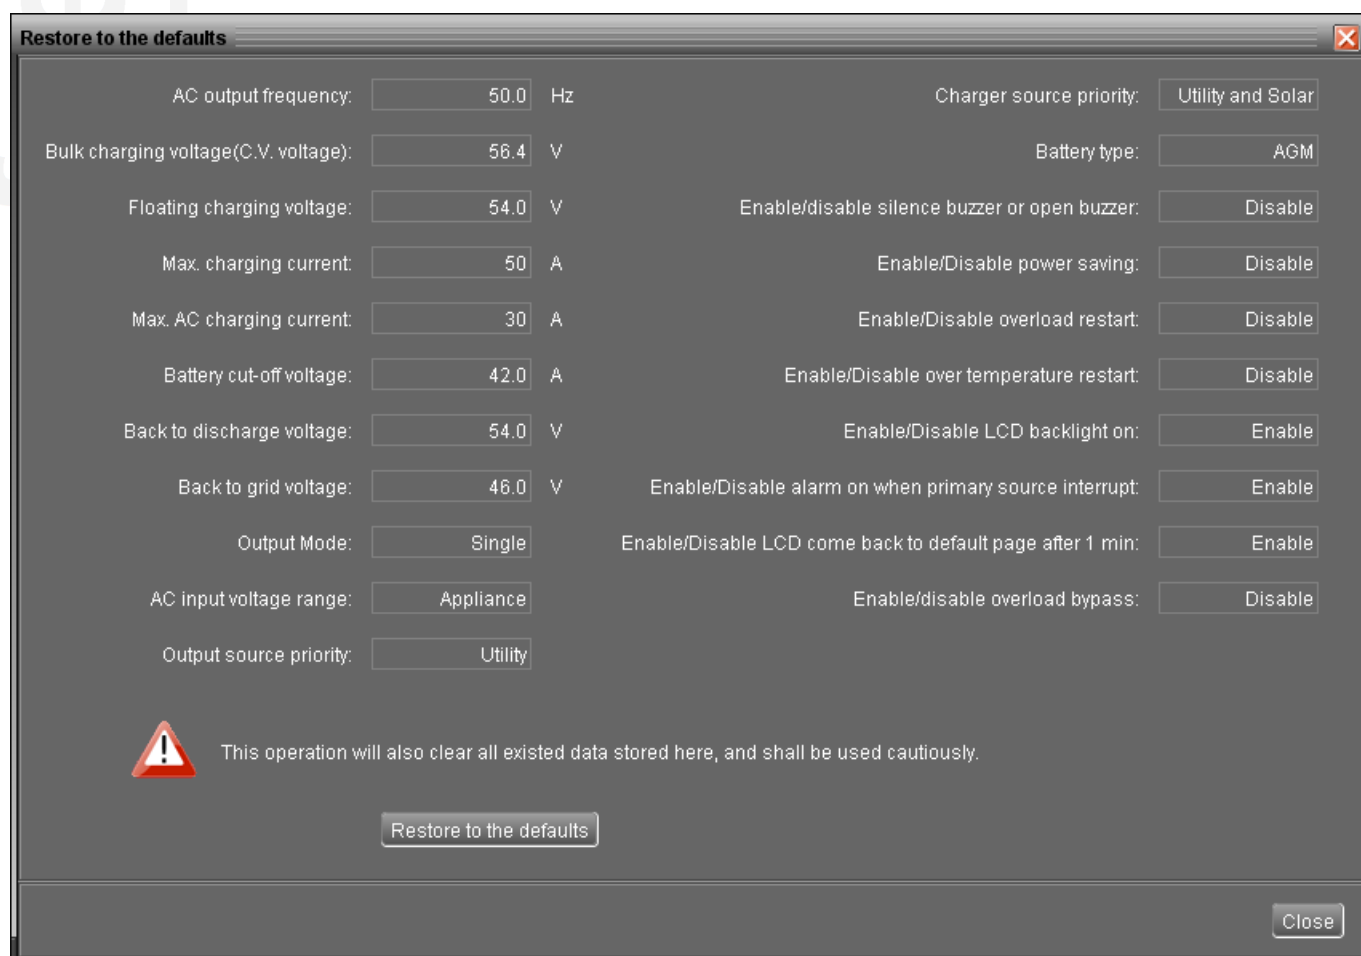 Restore to the defaults
AC output frequency: 50.0 Hz Charger source priority: Utility and Solar
Bulk charging voltage(C.V. voltage): 56.4 V Battery type: AGM
Floating charging voltage: 54.0 V Enable/disable silence buzzer or open buzzer: Disable
Max. charging current: 50 A Enable/Disable power saving: Disable
Max. AC charging current: 30 A Enable/Disable overload restart: Disable
Battery cut-off voltage: 42.0 A Enable/Disable over temperature restart: Disable
Back to discharge voltage: 54.0 V Enable/Disable LCD backlight on: Enable
Back to grid voltage: 46.0 V Enable/Disable alarm on when primary source interrupt: Enable
Output Mode: Single Enable/Disable LCD come back to default page after 1 min: Enable
AC input voltage range: Appliance Enable/disable overload bypass: Disable
Output source priority: Utility
This operation will also clear all existed data stored here, and shall be used cautiously.
Restore to the defaults
Close